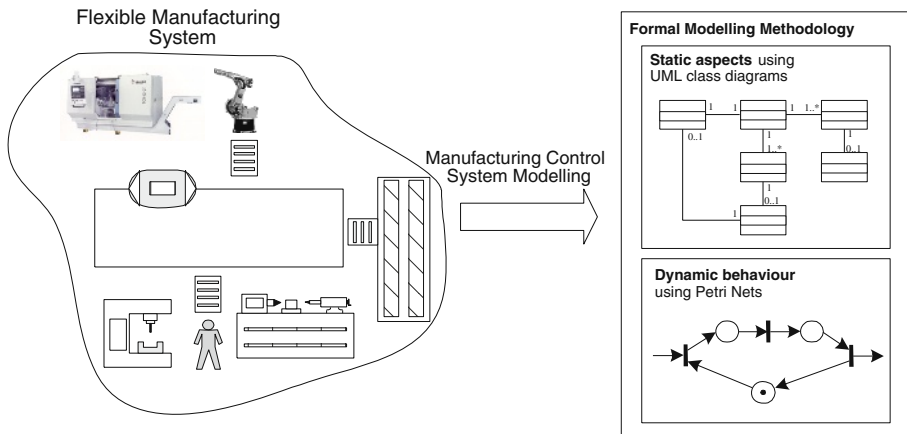 Flexible Manufacturing
System
Manufacturing Control
System Modelling
Formal Modelling Methodology
Static aspects using
UML class diagrams
1 1 1 1..*
0..1 1 1
1..* 0..1
1
0..1
1
Dynamic behaviour
using Petri Nets